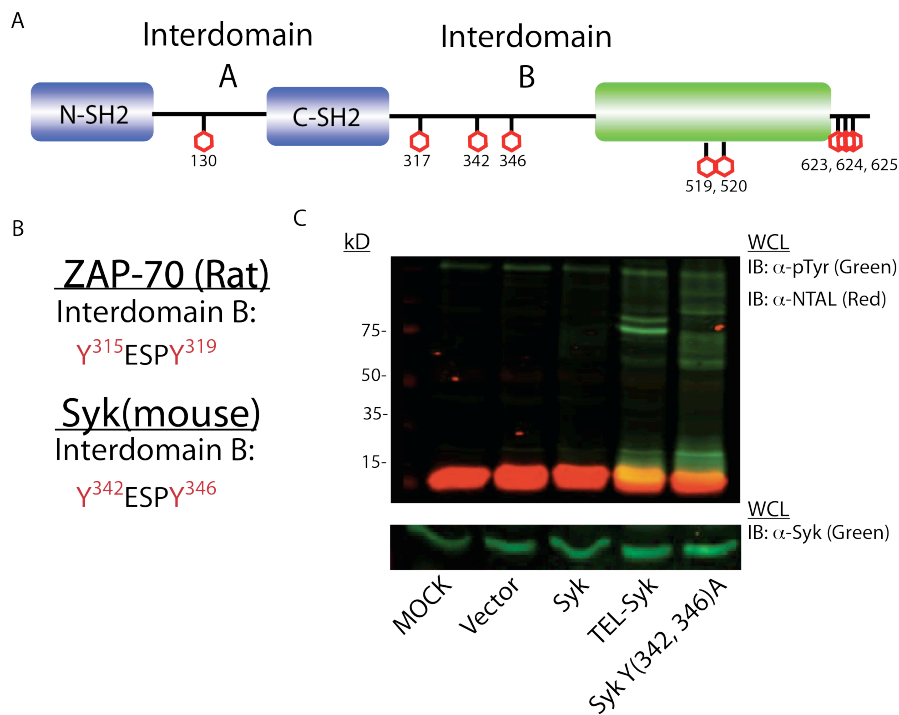 A
Interdomain
A
Interdomain
B
N-SH2
C-SH2
130
317
342
346
519, 520
623, 624, 625
B
ZAP-70 (Rat)
Interdomain B:
Y315ESPY319
Syk(mouse)
Interdomain B:
Y342ESPY346
C
kD
75-
50-
35-
15-
WCL
IB: α-pTyr (Green)
IB: α-NTAL (Red)
WCL
IB: α-Syk (Green)
MOCK
Vector
Syk
TEL-Syk
Syk Y(342, 346)A